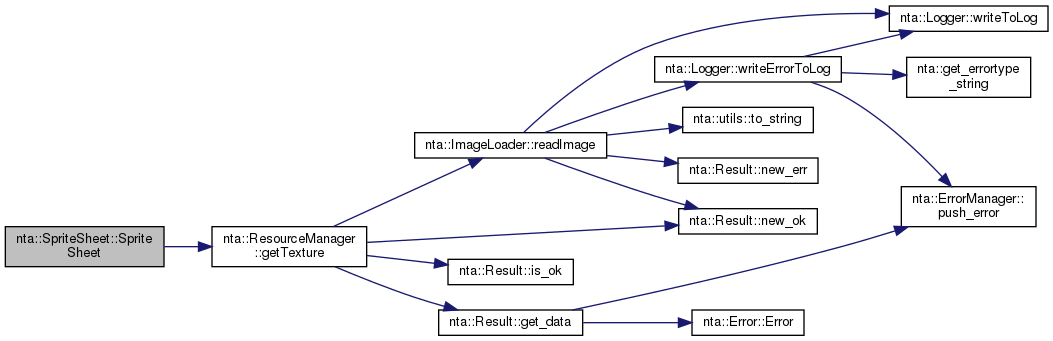 nta::SpriteSheet::Sprite
Sheet
nta::ResourceManager
::getTexture
nta::ImageLoader::readImage
nta::Logger::writeToLog
nta::Logger::writeErrorToLog
nta::get_errortype
_string
nta::utils::to_string
nta::Result::new_err
nta::Result::new_ok
nta::ErrorManager::
push_error
nta::Result::is_ok
nta::Result::get_data
nta::Error::Error